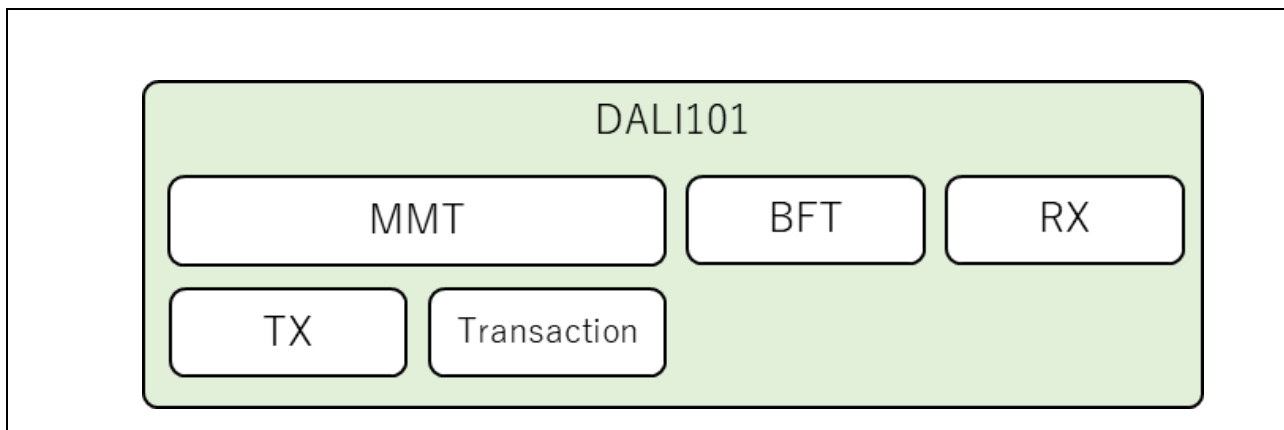 DALI101
MMT
BFT
RX
TX
Transaction